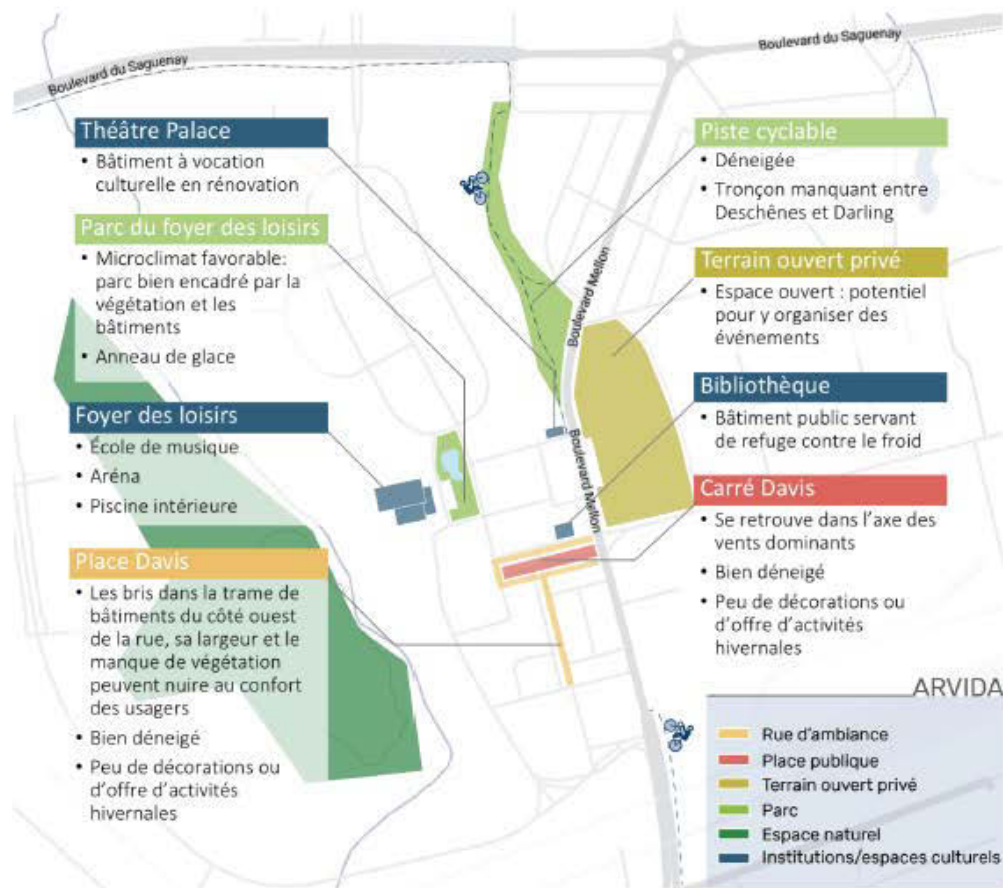 Boulevard du Saguenay
Boulevard du Saguenay
Théâtre Palace
• Bâtiment à vocation
culturelle en rénovation
Parc du foyer des loisirs
• Microclimat favorable:
parc bien encadré par la
végétation et les
bâtiments
• Anneau de glace
Foyer des loisirs
• École de musique
• Aréna
• Piscine intérieure
Place Davis
• Les bris dans la trame de
bâtiments du côté ouest
de la rue, sa largeur et le
manque de végétation
peuvent nuire au confort
des usagers
• Bien déneigé
• Peu de décorations ou
d'offre d'activités
hivernales
Boulevard Mellon
Boulevard Mellon
Piste cyclable
• Déneigée
• Tronçon manquant entre
Deschênes et Darling
Terrain ouvert privé
• Espace ouvert : potentiel
pour y organiser des
événements
Bibliothèque
• Bâtiment public servant
de refuge contre le froid
Carré Davis
• Se retrouve dans l'axe des
vents dominants
• Bien déneigé
• Peu de décorations ou
d'offre d'activités
hivernales
ARVIDA
Rue d'ambiance
Place publique
Terrain ouvert privé
Parc
Espace naturel
Institutions/espaces culturels